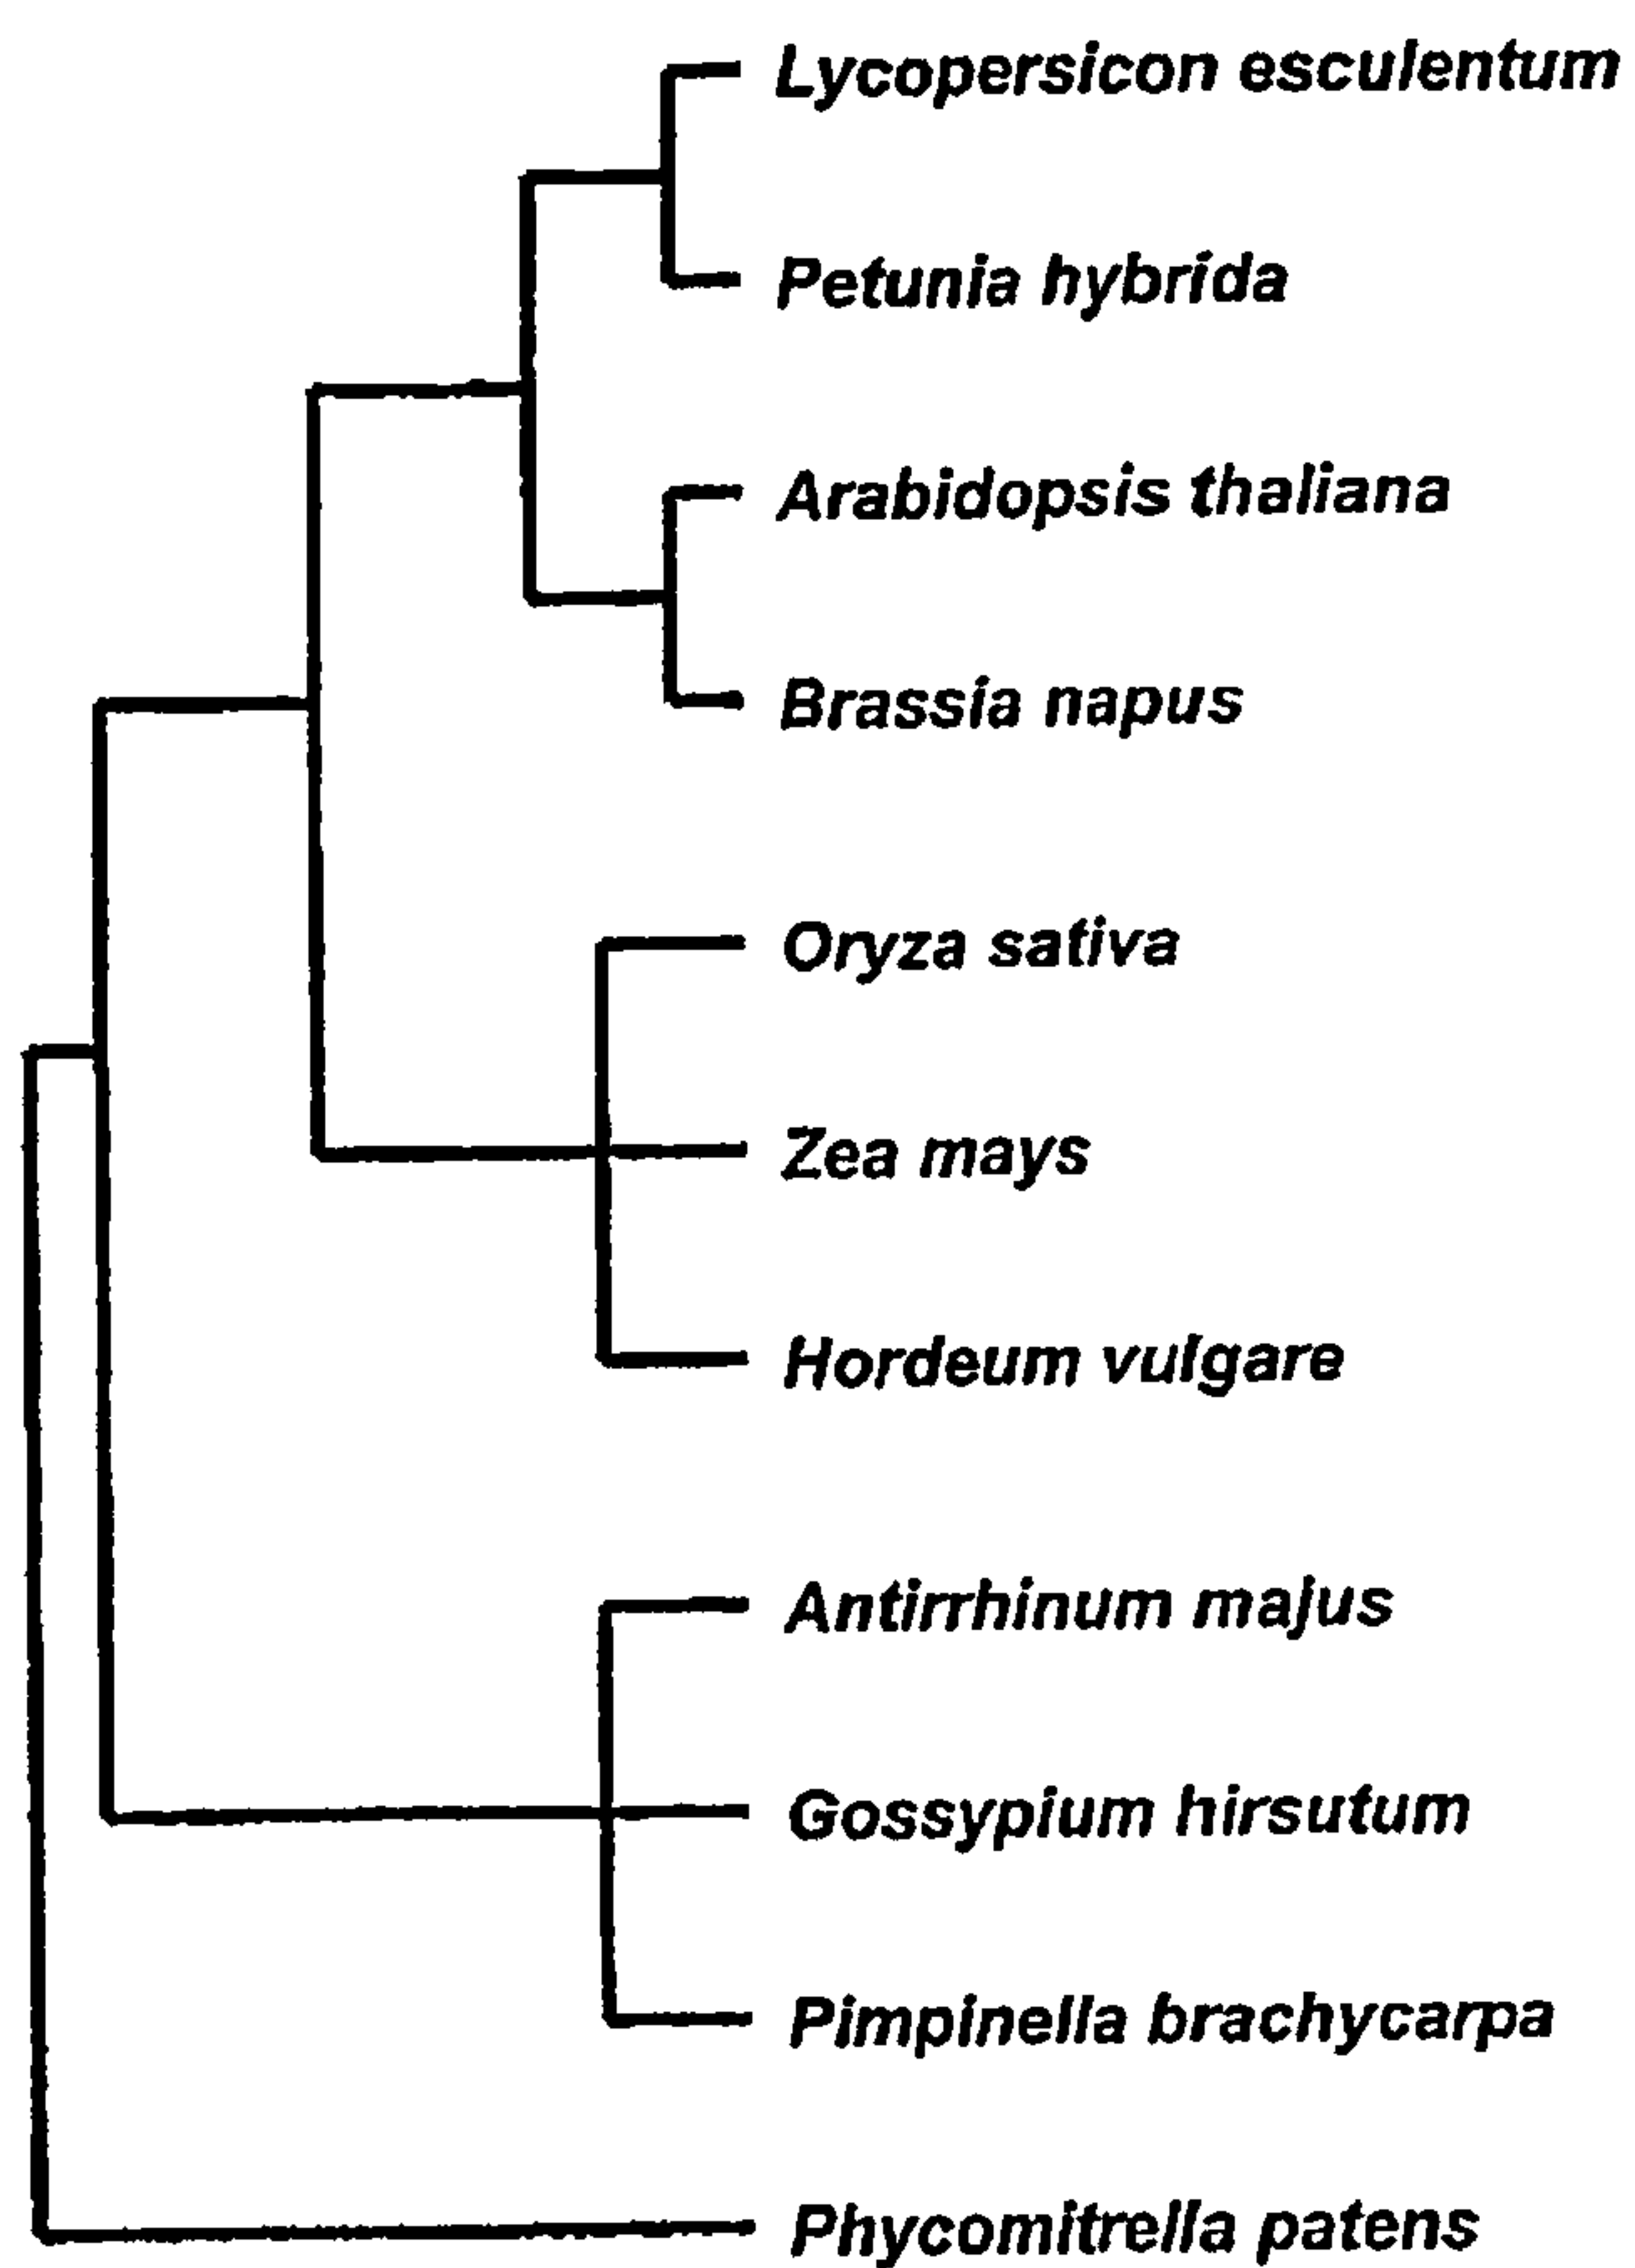 Lycopersicon esculentum
Petunia hybrida
Arabidopsis thaliana
Brassia napus
Oryza sativa
Zea mays
Hordeum vulgare
Antirrhinum majus
Gossypium hirsutum
Pimpinella brachycarpa
Phycomitrella patens